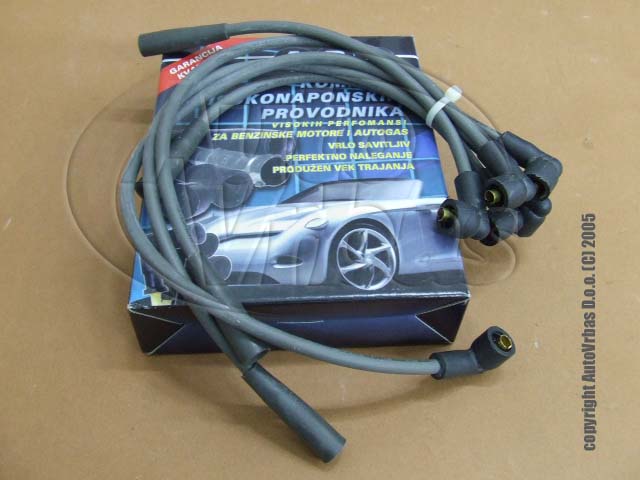 GARANCIJA
KONAPONSKI
PROVODNIKA
VISOKIH PERFOMANSI
ZA BENZINSKE MOTORE I AUTOGAS
VRLO SAVITLJIV
PERFEKTNO NALEGANJE
PRODUŽEN VEK TRAJANJA
copyright AutoVrbas D.o.o. (C) 2005